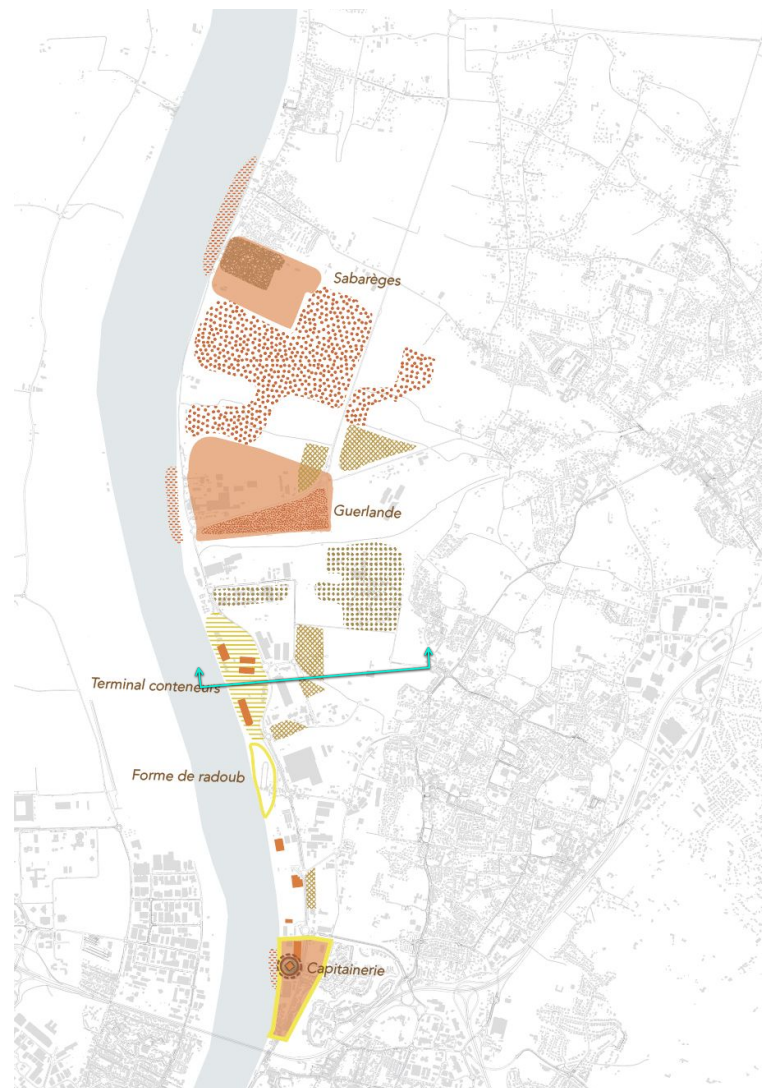 Sabarèges
Guerlande
Terminal conteneurs
Forme de radoub
Capitainerie